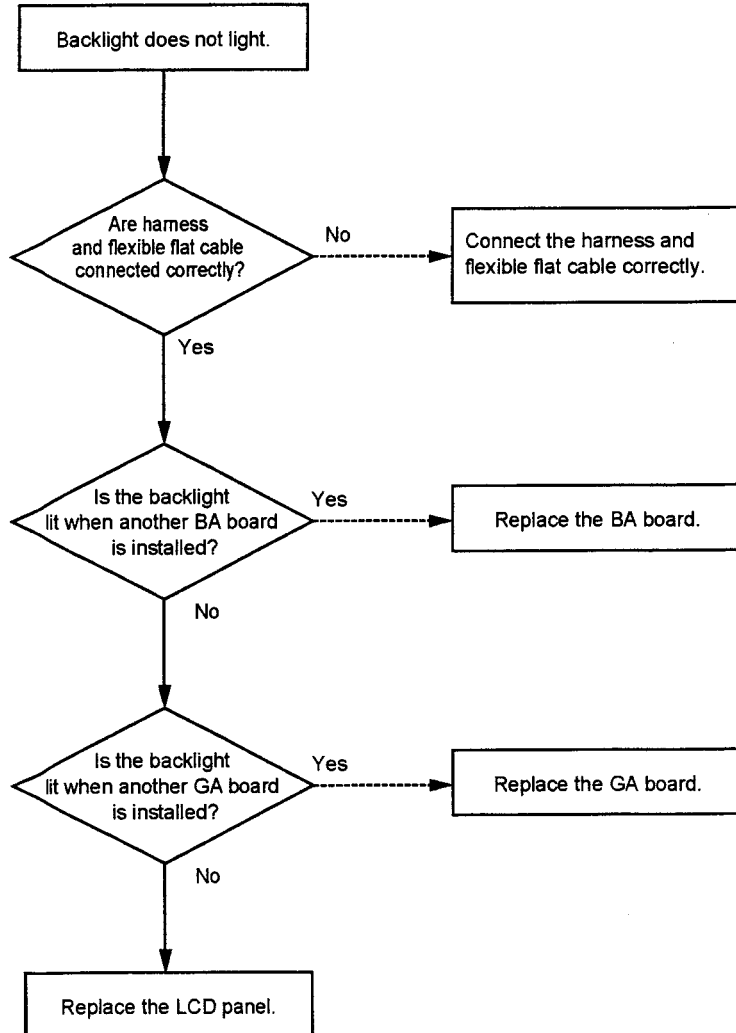 Backlight does not light.
Are harness
and flexible flat cable
connected correctly?
No
Connect the harness and
flexible flat cable correctly.
Yes
Is the backlight
lit when another BA board
is installed?
Yes
Replace the BA board.
No
Is the backlight
lit when another GA board
is installed?
Yes
Replace the GA board.
No
Replace the LCD panel.